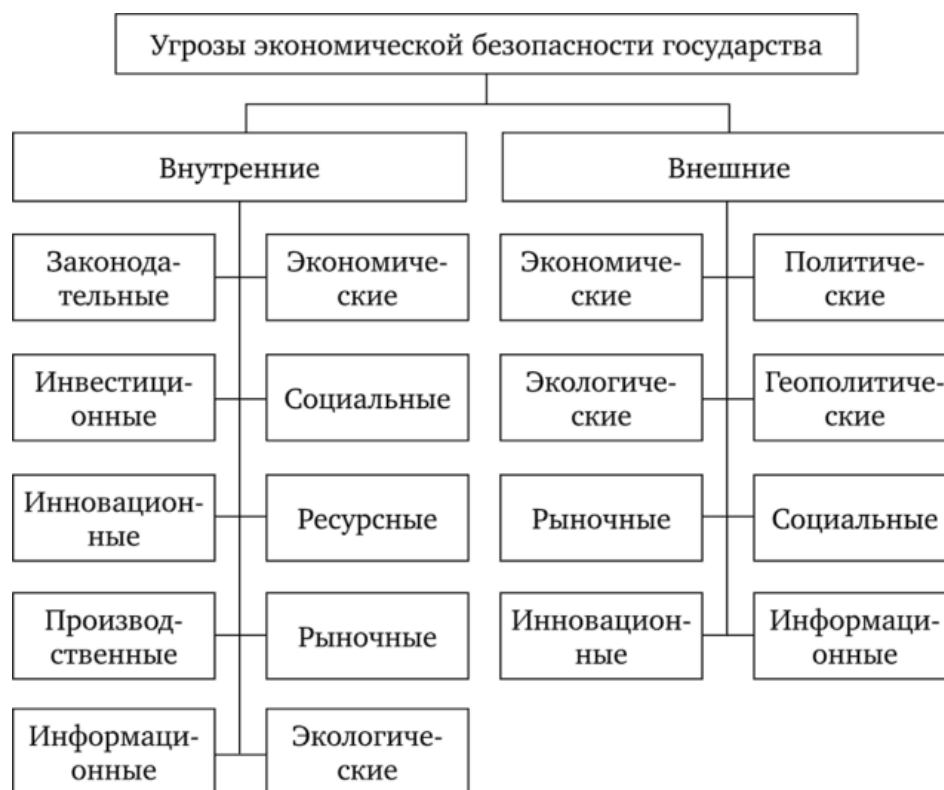 Угрозы экономической безопасности государства
Внутренние
Внешние
Законода-
тельные
Экономиче-
ские
Экономиче-
ские
Политиче-
ские
Инвестици-
онные
Социальные
Экологиче-
ские
Геополитиче-
ские
Инновацион-
ные
Ресурсные
Рыночные
Социальные
Производ-
ственные
Рыночные
Инновацион-
ные
Информаци-
онные
Информаци-
онные
Экологиче-
ские